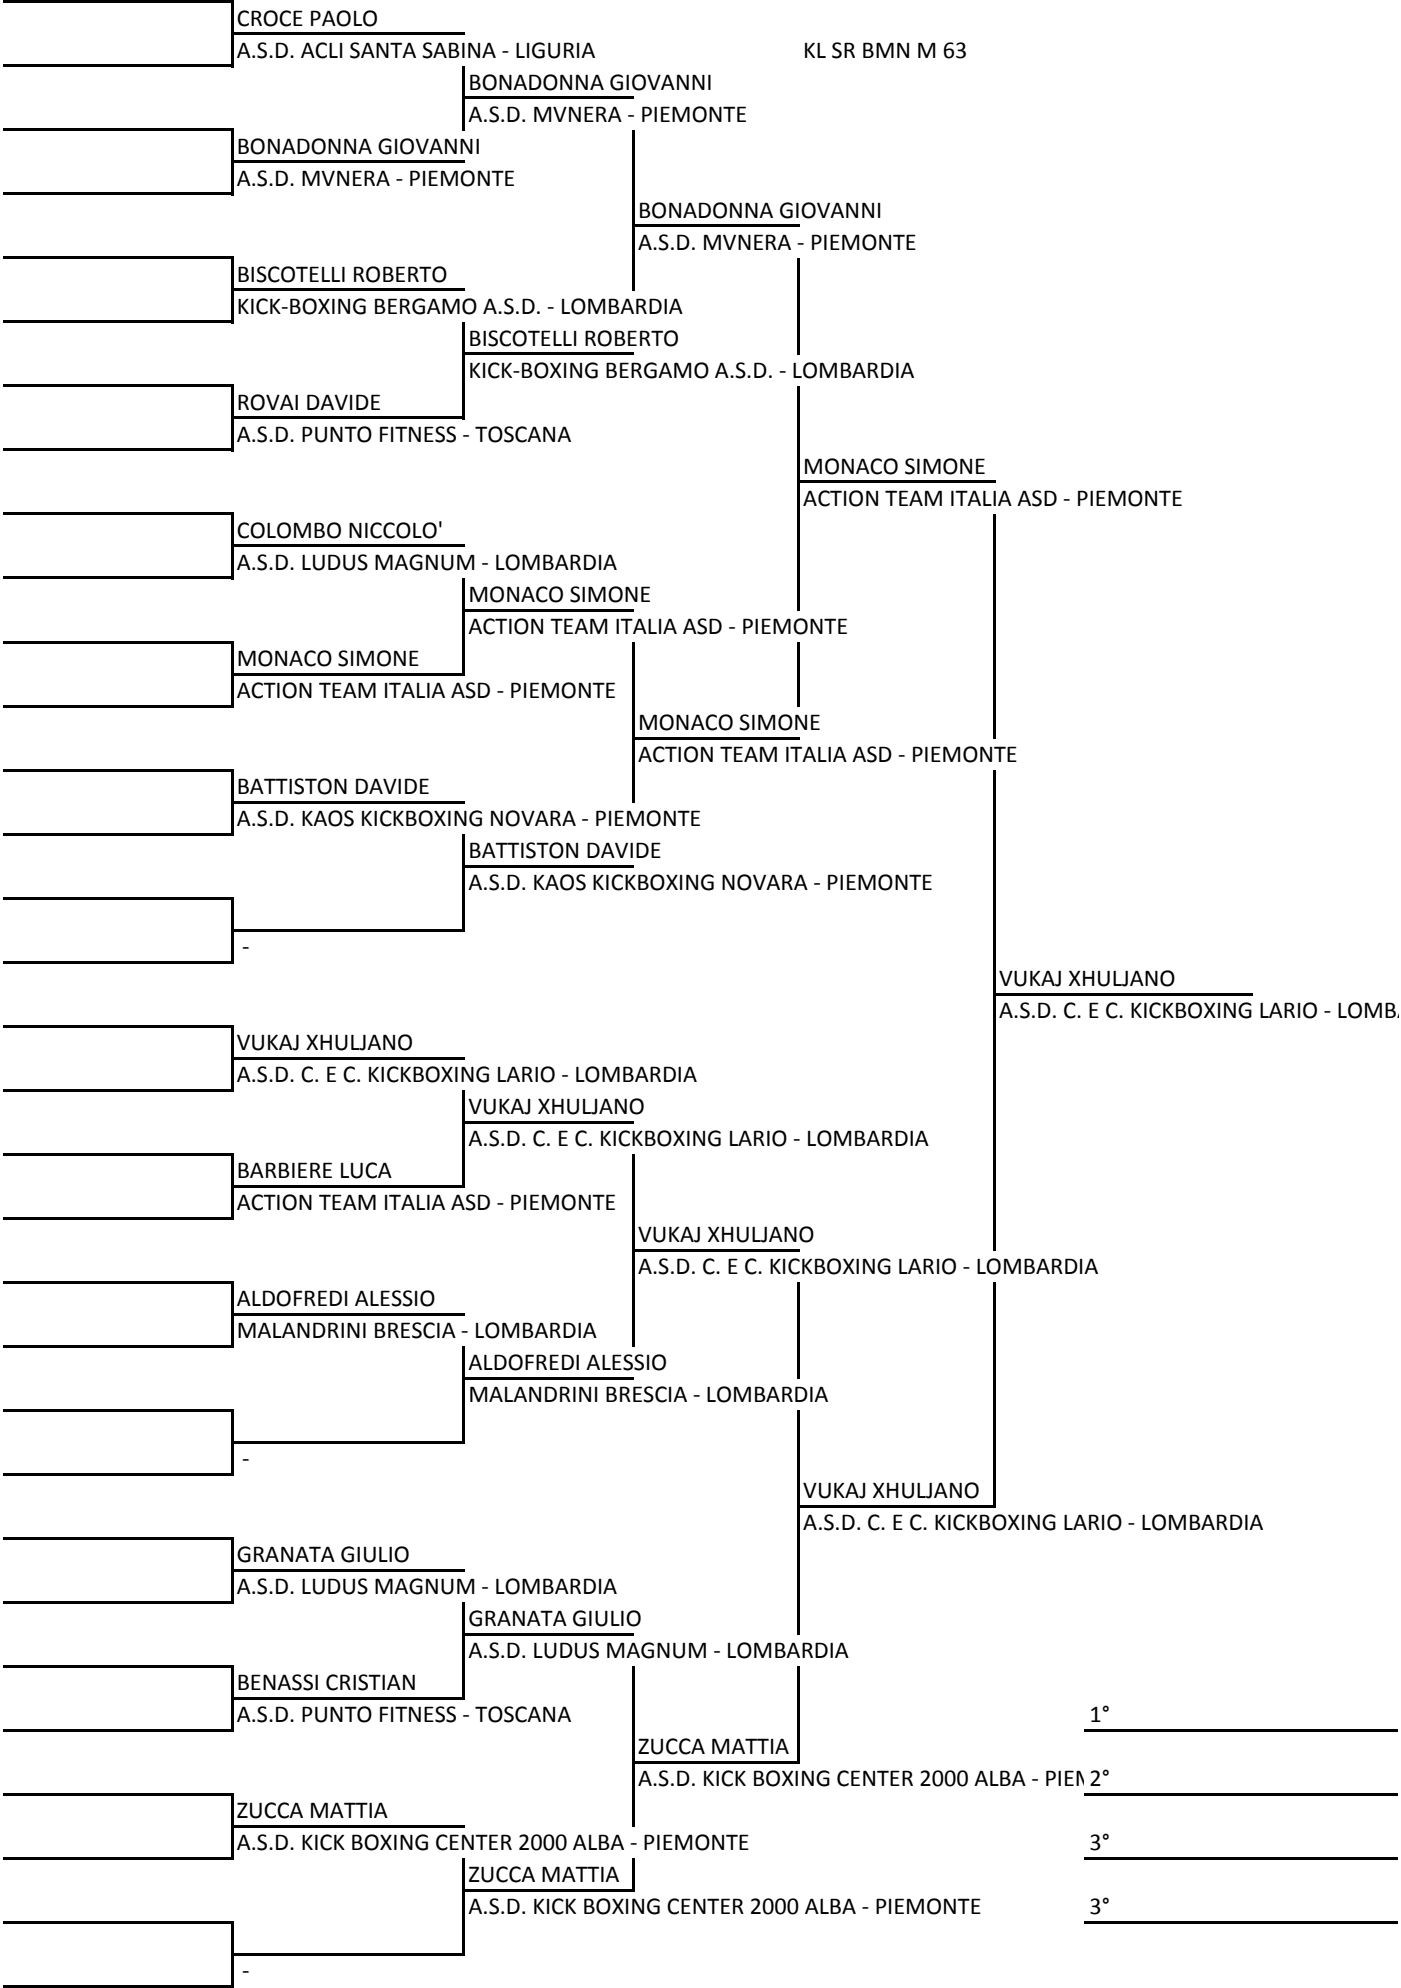 CROCE PAOLO
A.S.D. ACLI SANTA SABINA - LIGURIA
KL SR BMN M 63
BONADONNA GIOVANNI
A.S.D. MVNERA - PIEMONTE
BONADONNA GIOVANNI
A.S.D. MVNERA - PIEMONTE
BONADONNA GIOVANNI
A.S.D. MVNERA - PIEMONTE
BISCOTELLI ROBERTO
KICK-BOXING BERGAMO A.S.D. - LOMBARDIA
BISCOTELLI ROBERTO
KICK-BOXING BERGAMO A.S.D. - LOMBARDIA
ROVAI DAVIDE
A.S.D. PUNTO FITNESS - TOSCANA
MONACO SIMONE
ACTION TEAM ITALIA ASD - PIEMONTE
COLOMBO NICCOLO'
A.S.D. LUDUS MAGNUM - LOMBARDIA
MONACO SIMONE
ACTION TEAM ITALIA ASD - PIEMONTE
MONACO SIMONE
ACTION TEAM ITALIA ASD - PIEMONTE
MONACO SIMONE
ACTION TEAM ITALIA ASD - PIEMONTE
BATTISTON DAVIDE
A.S.D. KAOS KICKBOXING NOVARA - PIEMONTE
BATTISTON DAVIDE
A.S.D. KAOS KICKBOXING NOVARA - PIEMONTE
-
VUKAJ XHULJANO
A.S.D. C. E C. KICKBOXING LARIO - LOMB.
VUKAJ XHULJANO
A.S.D. C. E C. KICKBOXING LARIO - LOMBARDIA
VUKAJ XHULJANO
A.S.D. C. E C. KICKBOXING LARIO - LOMBARDIA
BARBIERE LUCA
ACTION TEAM ITALIA ASD - PIEMONTE
VUKAJ XHULJANO
A.S.D. C. E C. KICKBOXING LARIO - LOMBARDIA
ALDOFREDI ALESSIO
MALANDRINI BRESCIA - LOMBARDIA
ALDOFREDI ALESSIO
MALANDRINI BRESCIA - LOMBARDIA
-
VUKAJ XHULJANO
A.S.D. C. E C. KICKBOXING LARIO - LOMBARDIA
GRANATA GIULIO
A.S.D. LUDUS MAGNUM - LOMBARDIA
GRANATA GIULIO
A.S.D. LUDUS MAGNUM - LOMBARDIA
BENASSI CRISTIAN
A.S.D. PUNTO FITNESS - TOSCANA
1°
ZUCCA MATTIA
A.S.D. KICK BOXING CENTER 2000 ALBA - PIEM
2°
ZUCCA MATTIA
A.S.D. KICK BOXING CENTER 2000 ALBA - PIEMONTE
3°
ZUCCA MATTIA
A.S.D. KICK BOXING CENTER 2000 ALBA - PIEMONTE
3°
-